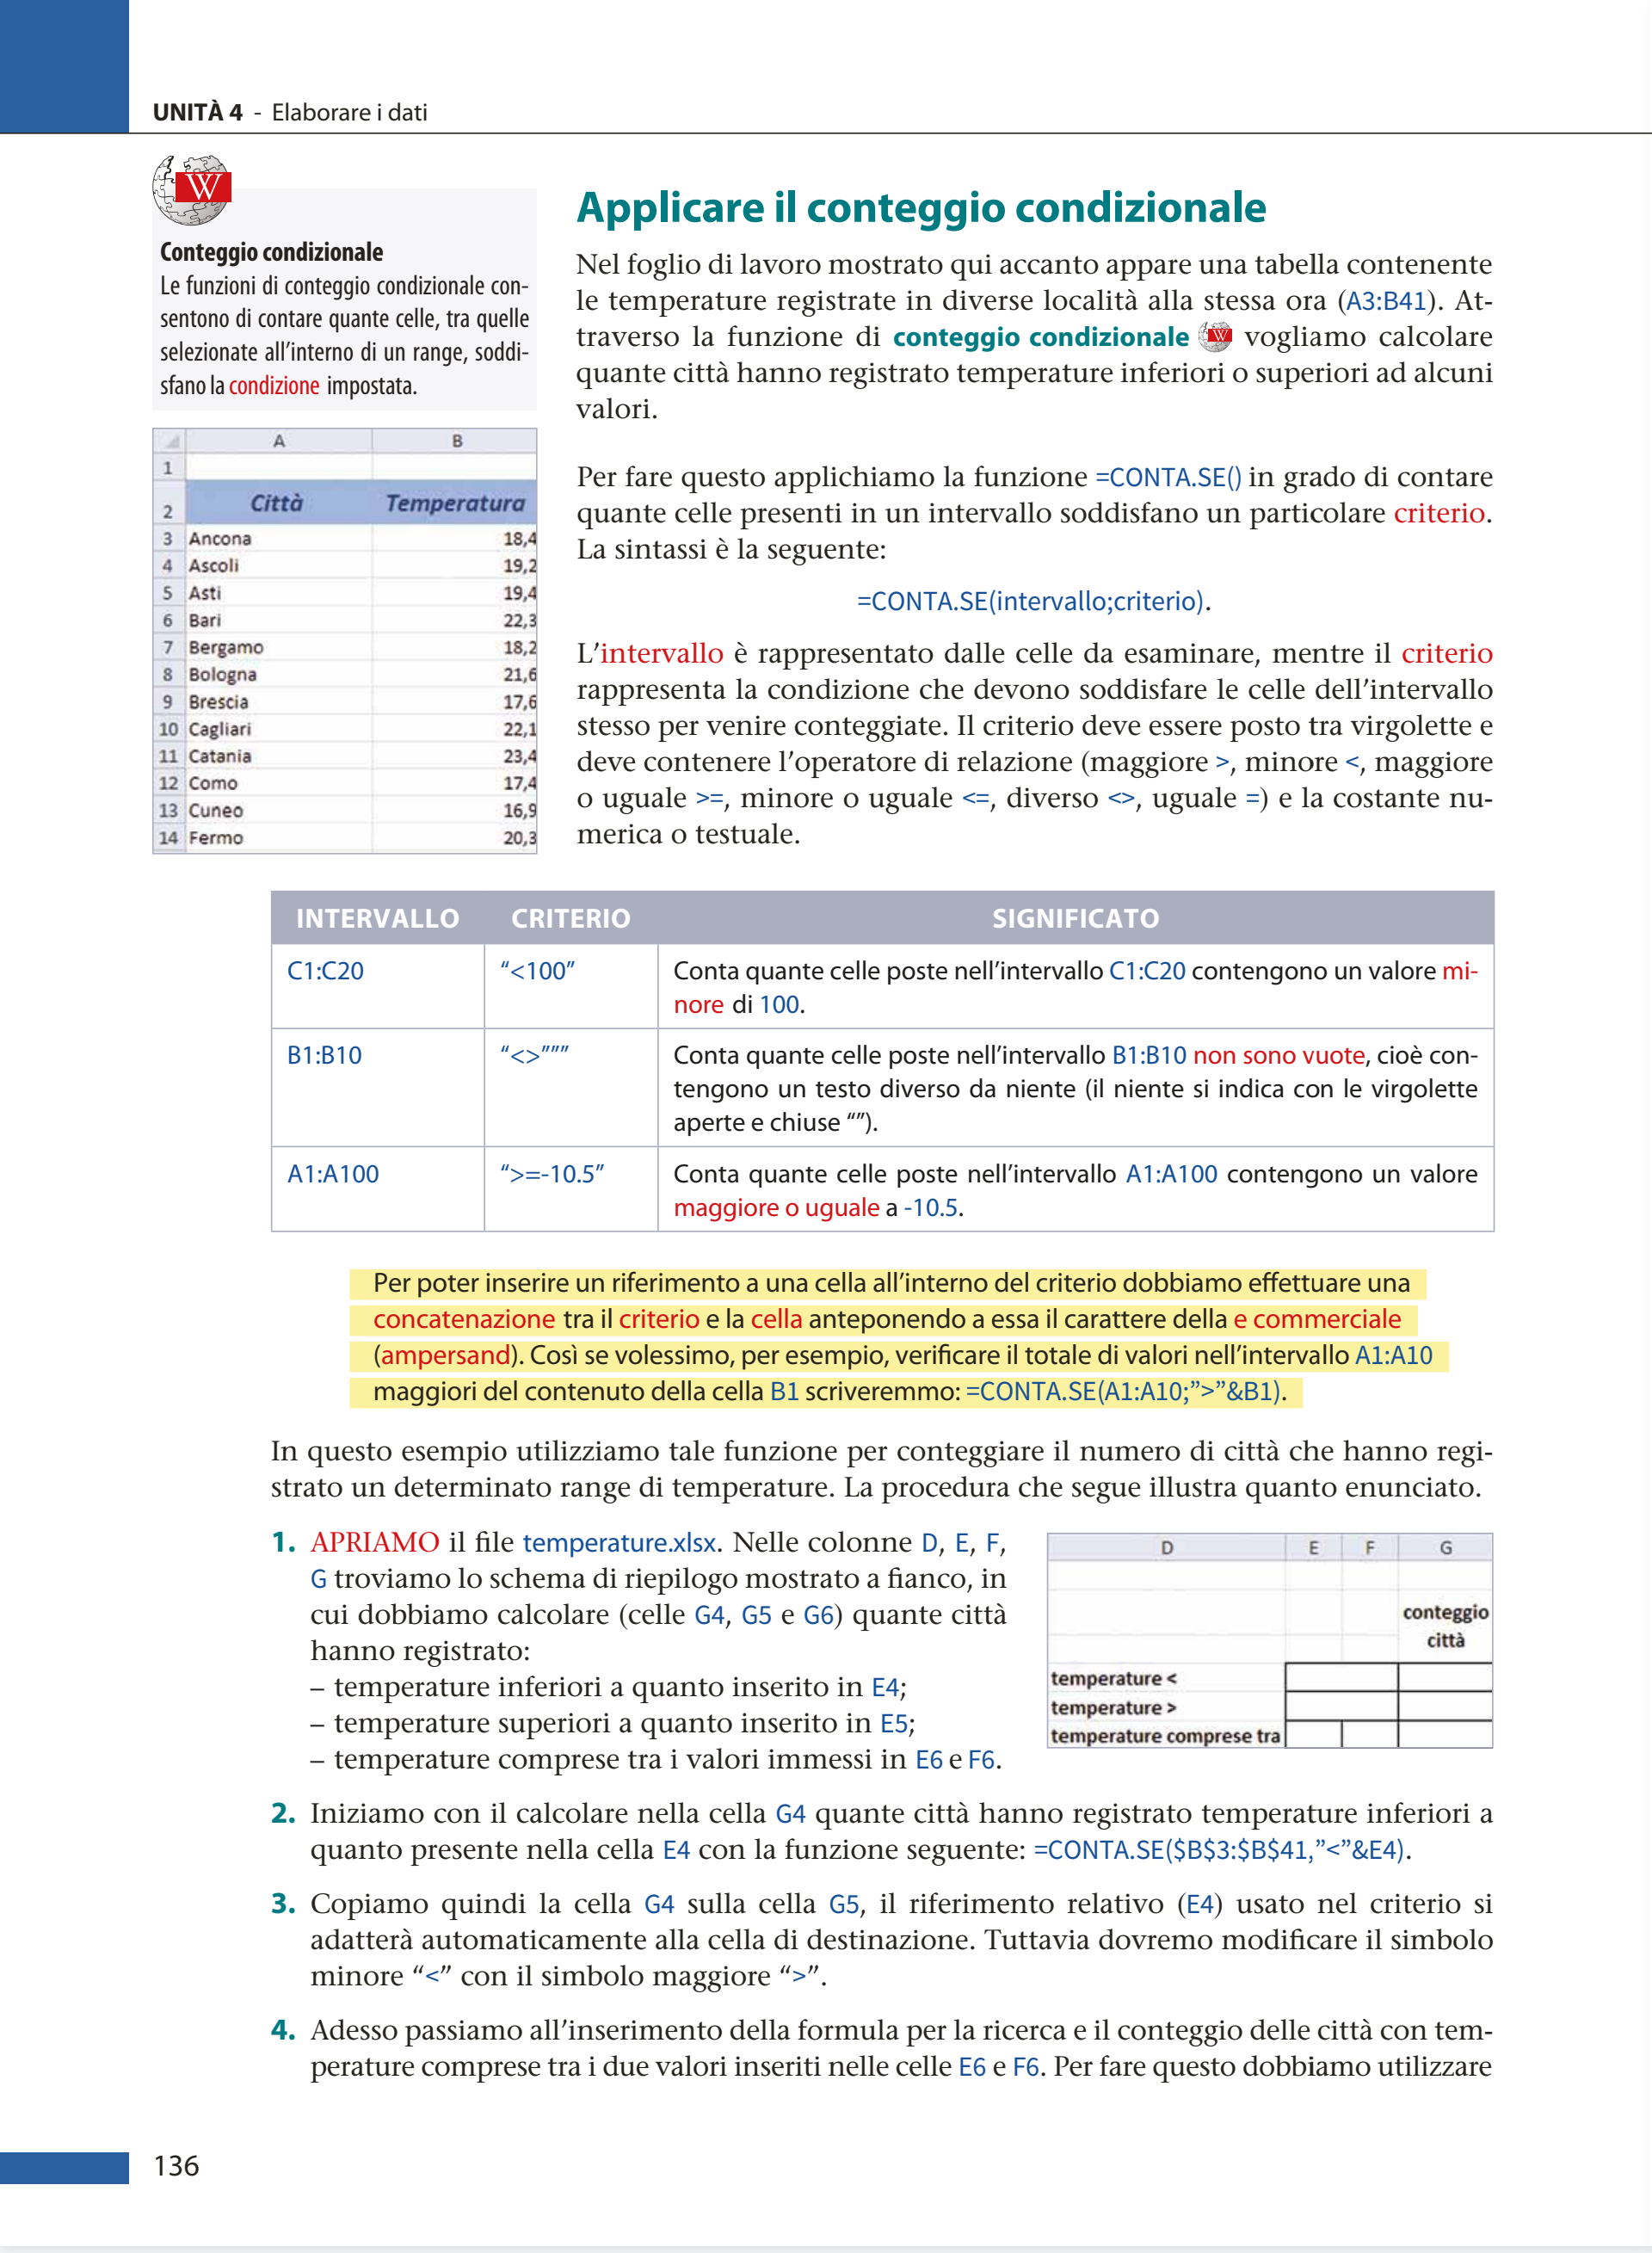 UNITÀ 4 - Elaborare i dati
W
Conteggio condizionale
Le funzioni di conteggio condizionale con-
sentono di contare quante celle, tra quelle
selezionate all'interno di un range, soddi-
sfano la condizione impostata.
A B
1
2 Città Temperatura
3 Ancona 18,4
4 Ascoli 19,2
5 Asti 19,4
6 Bari 22,3
7 Bergamo 18,2
8 Bologna 21,6
9 Brescia 17,6
10 Cagliari 22,1
11 Catania 23,4
12 Como 17,4
13 Cuneo 16,9
14 Fermo 20,3
Applicare il conteggio condizionale
Nel foglio di lavoro mostrato qui accanto appare una tabella contenente
le temperature registrate in diverse località alla stessa ora (A3:B41). At-
traverso la funzione di conteggio condizionale W vogliamo calcolare
quante città hanno registrato temperature inferiori o superiori ad alcuni
valori.
Per fare questo applichiamo la funzione =CONTA.SE() in grado di contare
quante celle presenti in un intervallo soddisfano un particolare criterio.
La sintassi è la seguente:
=CONTA.SE(intervallo;criterio).
L'intervallo è rappresentato dalle celle da esaminare, mentre il criterio
rappresenta la condizione che devono soddisfare le celle dell'intervallo
stesso per venire conteggiate. Il criterio deve essere posto tra virgolette e
deve contenere l'operatore di relazione (maggiore >, minore <, maggiore
o uguale >=, minore o uguale <=, diverso <>, uguale =) e la costante nu-
merica o testuale.
INTERVALLO CRITERIO SIGNIFICATO
C1:C20 “<100” Conta quante celle poste nell'intervallo C1:C20 contengono un valore mi-
nore di 100.
B1:B10 “<>””” Conta quante celle poste nell'intervallo B1:B10 non sono vuote, cioè con-
tengono un testo diverso da niente (il niente si indica con le virgolette
aperte e chiuse “”).
A1:A100 “>=-10.5” Conta quante celle poste nell'intervallo A1:A100 contengono un valore
maggiore o uguale a -10.5.
Per poter inserire un riferimento a una cella all'interno del criterio dobbiamo effettuare una
concatenazione tra il criterio e la cella anteponendo a essa il carattere della e commerciale
(ampersand). Così se volessimo, per esempio, verificare il totale di valori nell'intervallo A1:A10
maggiori del contenuto della cella B1 scriveremmo: =CONTA.SE(A1:A10;”>”&B1).
In questo esempio utilizziamo tale funzione per conteggiare il numero di città che hanno regi-
strato un determinato range di temperature. La procedura che segue illustra quanto enunciato.
1. APRIAMO il file temperature.xlsx. Nelle colonne D, E, F,
G troviamo lo schema di riepilogo mostrato a fianco, in
cui dobbiamo calcolare (celle G4, G5 e G6) quante città
hanno registrato:
– temperature inferiori a quanto inserito in E4;
– temperature superiori a quanto inserito in E5;
– temperature comprese tra i valori immessi in E6 e F6.
D E F G
conteggio
città
temperature <
temperature >
temperature comprese tra
2. Iniziamo con il calcolare nella cella G4 quante città hanno registrato temperature inferiori a
quanto presente nella cella E4 con la funzione seguente: =CONTA.SE($B$3:$B$41,”<”&E4).
3. Copiamo quindi la cella G4 sulla cella G5, il riferimento relativo (E4) usato nel criterio si
adatterà automaticamente alla cella di destinazione. Tuttavia dovremo modificare il simbolo
minore “<” con il simbolo maggiore “>”.
4. Adesso passiamo all'inserimento della formula per la ricerca e il conteggio delle città con tem-
perature comprese tra i due valori inseriti nelle celle E6 e F6. Per fare questo dobbiamo utilizzare
136